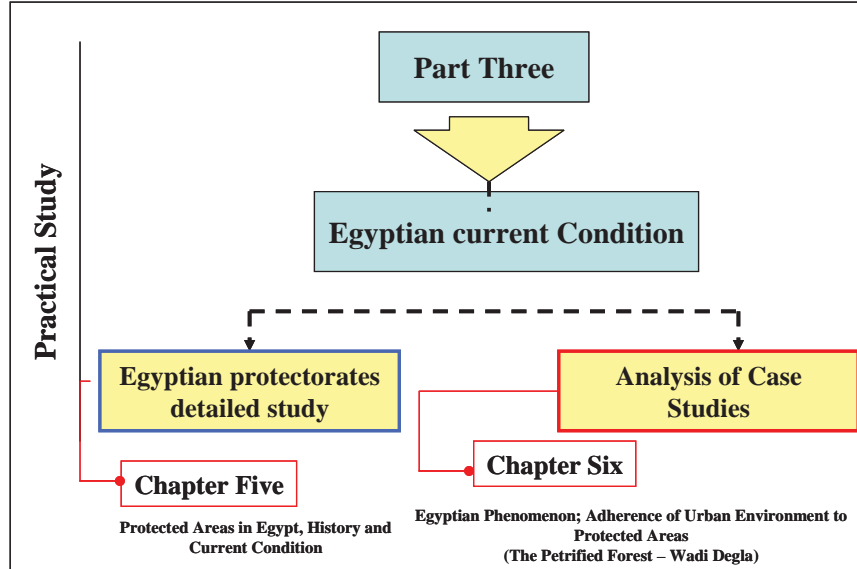 Part Three
Egyptian current Condition
Practical Study
Egyptian protectorates
detailed study
Analysis of Case
Studies
Chapter Five
Protected Areas in Egypt, History and
Current Condition
Chapter Six
Egyptian Phenomenon; Adherence of Urban Environment to
Protected Areas
(The Petrified Forest – Wadi Degla)